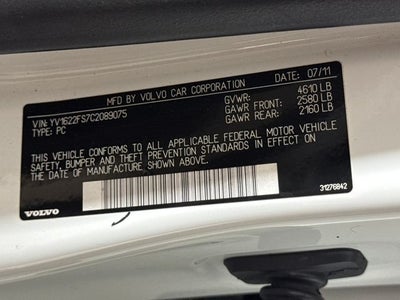 MFD. BY VOLVO CAR CORPORATION DATE: 07/11
VIN: YV1622FS7C2089075 GVWR: 4610 LB
TYPE: PC GAWR FRONT: 2580 LB
GAWR REAR: 2160 LB
THIS VEHICLE CONFORMS TO ALL APPLICABLE FEDERAL MOTOR VEHICLE
SAFETY, BUMPER AND THEFT PREVENTION STANDARDS IN EFFECT ON
THE DATE OF MANUFACTURE SHOWN ABOVE.
31276842
VOLVO